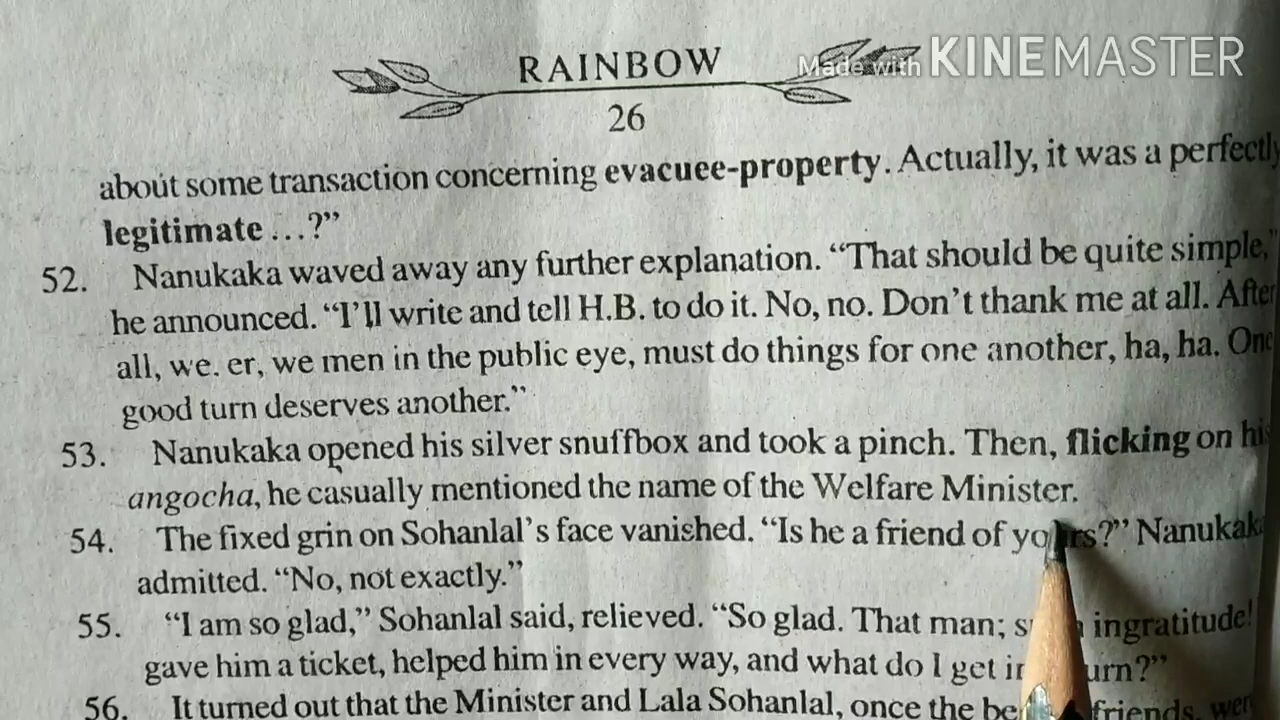 Made with KINEMASTER
RAINBOW
26
about some transaction concerning evacuee-property. Actually, it was a perfectly
legitimate ...?"
52. Nanukaka waved away any further explanation. "That should be quite simple,"
he announced. "I'll write and tell H.B. to do it. No, no. Don't thank me at all. After
all, we. er, we men in the public eye, must do things for one another, ha, ha. One
good turn deserves another."
53. Nanukaka opened his silver snuffbox and took a pinch. Then, flicking on his
angocha, he casually mentioned the name of the Welfare Minister.
54. The fixed grin on Sohanlal's face vanished. "Is he a friend of yours?" Nanukaka
admitted. "No, not exactly."
55. "I am so glad," Sohanlal said, relieved. "So glad. That man; ingratitude!
gave him a ticket, helped him in every way, and what do I get in
56. It turned out that the Minister and Lala Sohanlal, once the friends, were